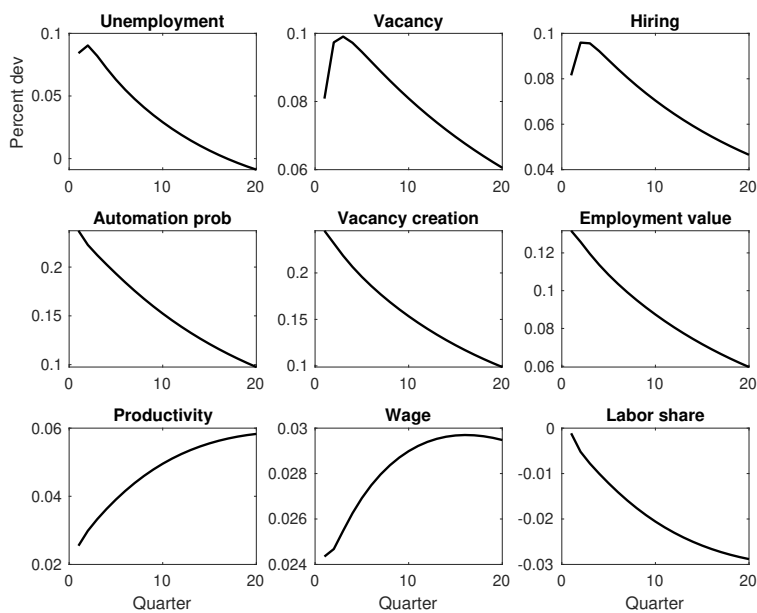 Unemployment Vacancy Hiring
Percent dev
0.1
0.05
0
0 10 20
0.1
0.08
0.06
0 10 20
0.1
0.08
0.06
0.04
0 10 20
Automation prob Vacancy creation Employment value
0.2
0.15
0.1
0 10 20
0.2
0.15
0.1
0 10 20
0.12
0.1
0.08
0.06
0 10 20
Productivity Wage Labor share
0.06
0.04
0.02
0 10 20
0.03
0.028
0.026
0.024
0 10 20
0
-0.01
-0.02
-0.03
0 10 20
Quarter Quarter Quarter